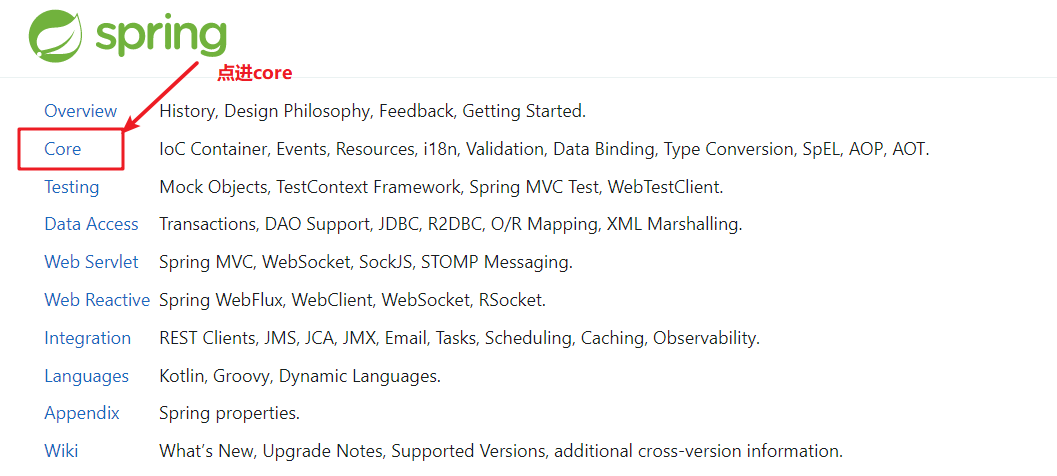 spring
点进core
Overview History, Design Philosophy, Feedback, Getting Started.
Core IoC Container, Events, Resources, i18n, Validation, Data Binding, Type Conversion, SpEL, AOP, AOT.
Testing Mock Objects, TestContext Framework, Spring MVC Test, WebTestClient.
Data Access Transactions, DAO Support, JDBC, R2DBC, O/R Mapping, XML Marshalling.
Web Servlet Spring MVC, WebSocket, SockJS, STOMP Messaging.
Web Reactive Spring WebFlux, WebClient, WebSocket, RSocket.
Integration REST Clients, JMS, JCA, JMX, Email, Tasks, Scheduling, Caching, Observability.
Languages Kotlin, Groovy, Dynamic Languages.
Appendix Spring properties.
Wiki What’s New, Upgrade Notes, Supported Versions, additional cross-version information.